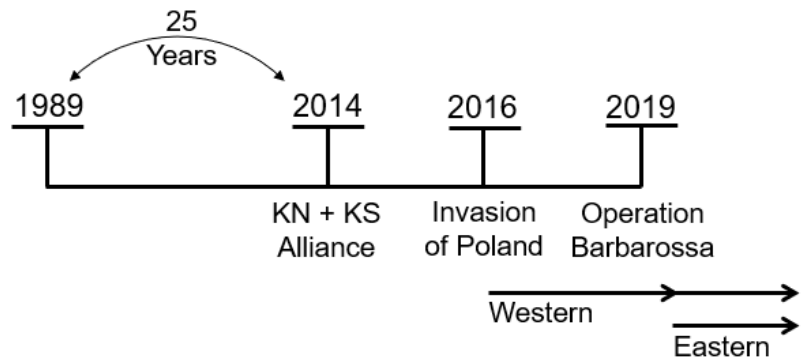 25
Years
1989
2014
2016
2019
KN + KS
Alliance
Invasion
of Poland
Operation
Barbarossa
Western
Eastern